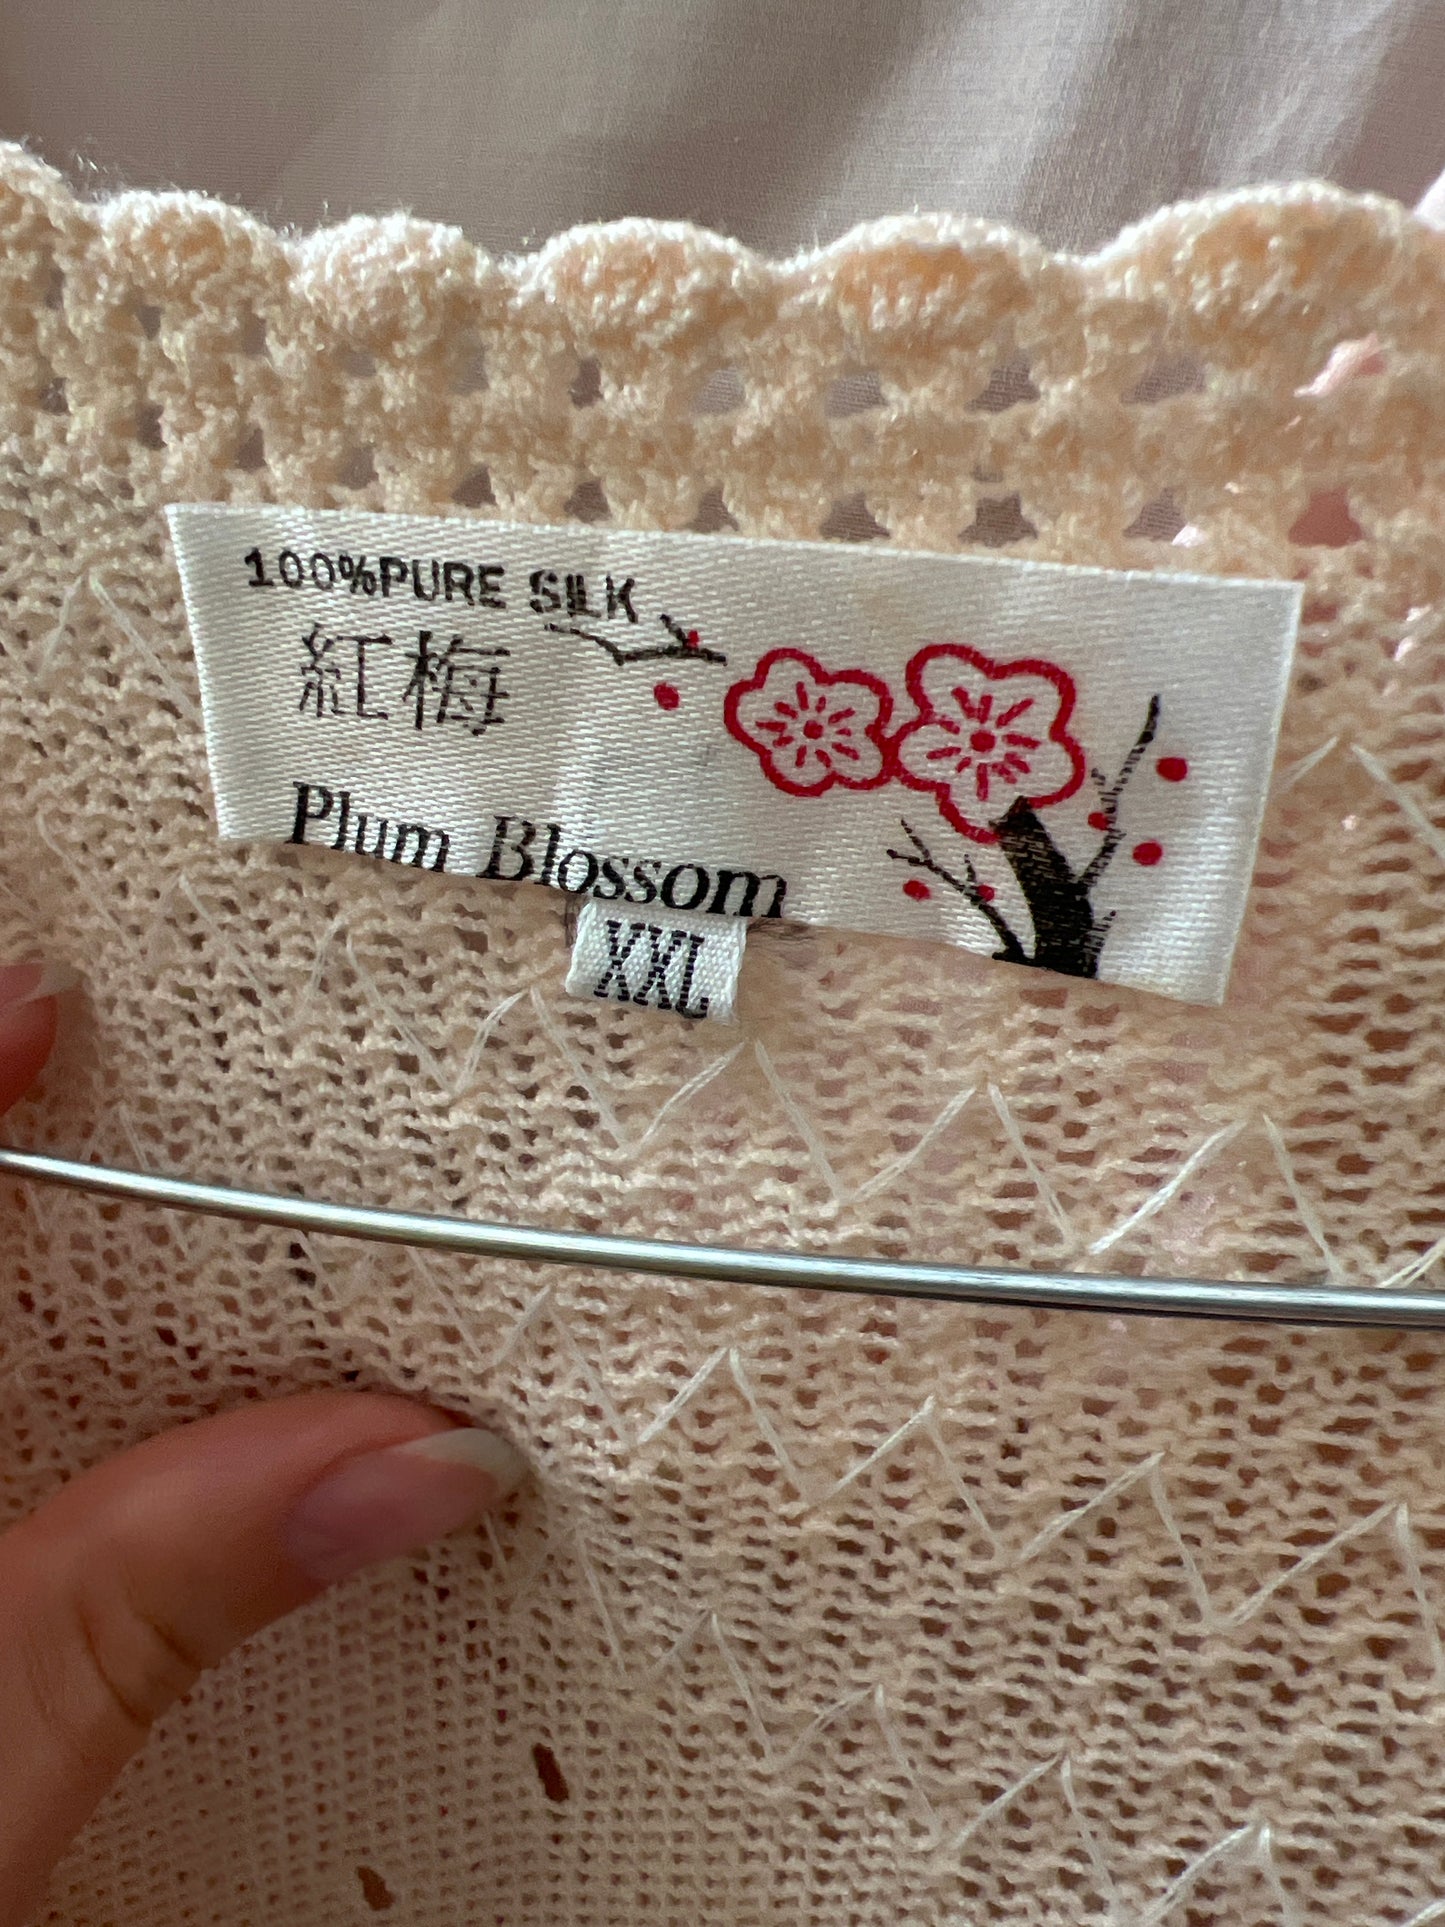 100%PURE SILK
紅梅
Plum Blossom
XXL